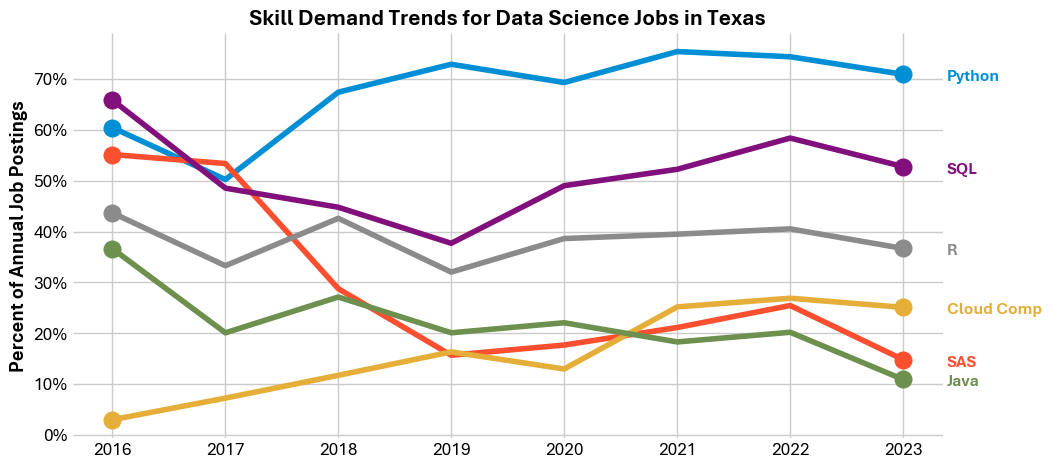 Skill Demand Trends for Data Science Jobs in Texas
Percent of Annual Job Postings
70%
60%
50%
40%
30%
20%
10%
0%
2016 2017 2018 2019 2020 2021 2022 2023
Python
SQL
R
Cloud Comp
SAS
Java